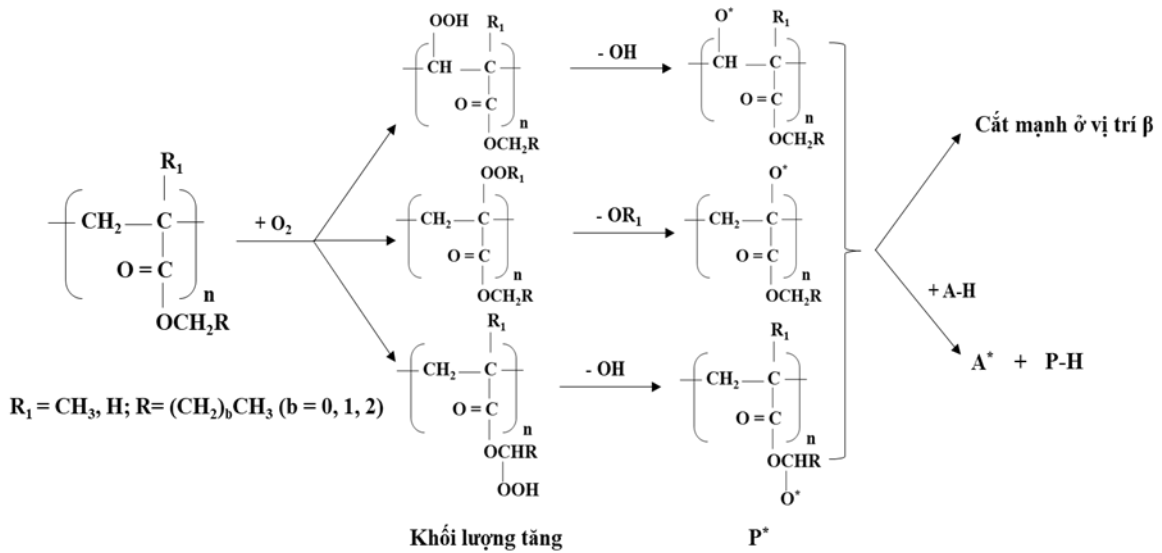 OOH R₁
CH — C
O = C
n
OCH₂R
- OH
O* R₁
CH — C
O = C
n
OCH₂R
Cắt mạnh ở vị trí β
R₁
CH₂ — C
O = C
n
OCH₂R
+ O₂
OOR₁
CH₂ — C
O = C
n
OCH₂R
- OR₁
O*
CH₂ — C
O = C
n
OCH₂R
+ A-H
A* + P-H
R₁ = CH₃, H; R= (CH₂)bCH₃ (b = 0, 1, 2)
R₁
CH₂ — C
O = C
n
OCHR
OOH
- OH
R₁
CH₂ — C
O = C
n
OCHR
O*
Khối lượng tăng
P*